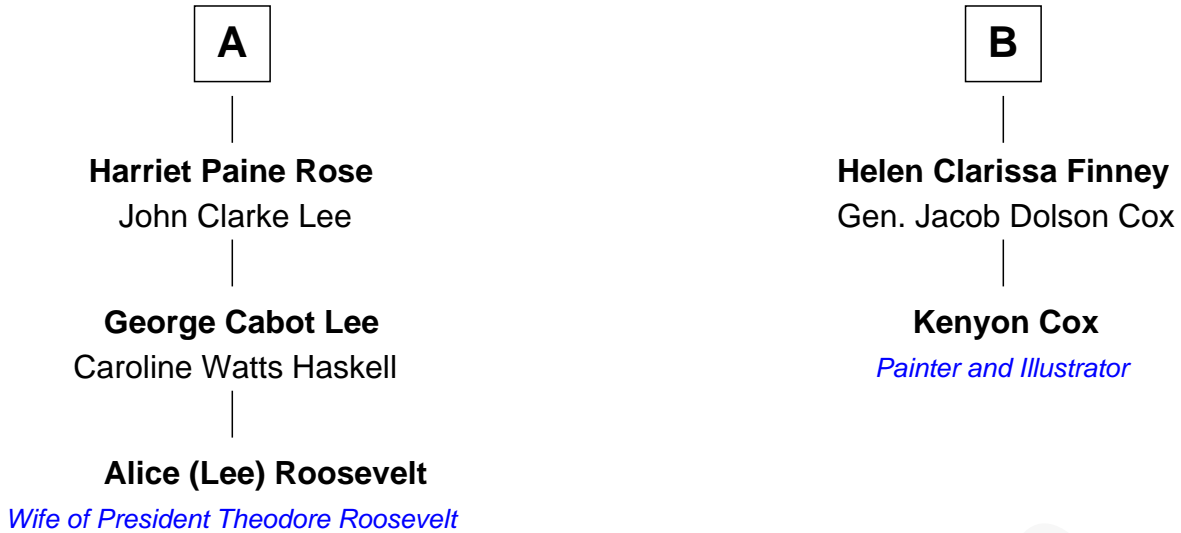 A
Harriet Paine Rose
John Clarke Lee
George Cabot Lee
Caroline Watts Haskell
Alice (Lee) Roosevelt
Wife of President Theodore Roosevelt
B
Helen Clarissa Finney
Gen. Jacob Dolson Cox
Kenyon Cox
Painter and Illustrator